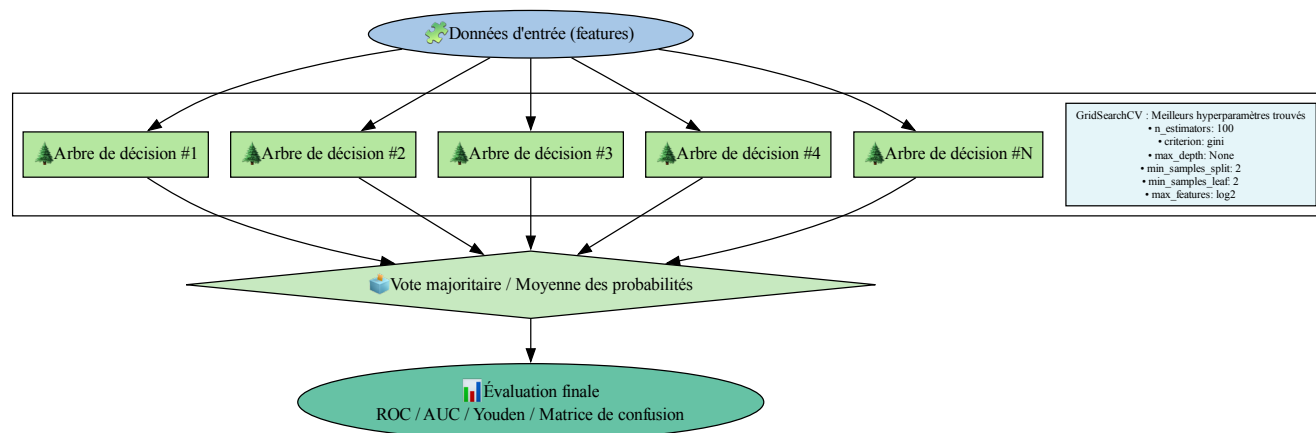 🧩Données d'entrée (features)
🌲Arbre de décision #1
🌲Arbre de décision #2
🌲Arbre de décision #3
🌲Arbre de décision #4
🌲Arbre de décision #N
GridSearchCV : Meilleurs hyperparamètres trouvés
• n_estimators: 100
• criterion: gini
• max_depth: None
• min_samples_split: 2
• min_samples_leaf: 2
• max_features: log2
🗳️Vote majoritaire / Moyenne des probabilités
📊Évaluation finale
ROC / AUC / Youden / Matrice de confusion